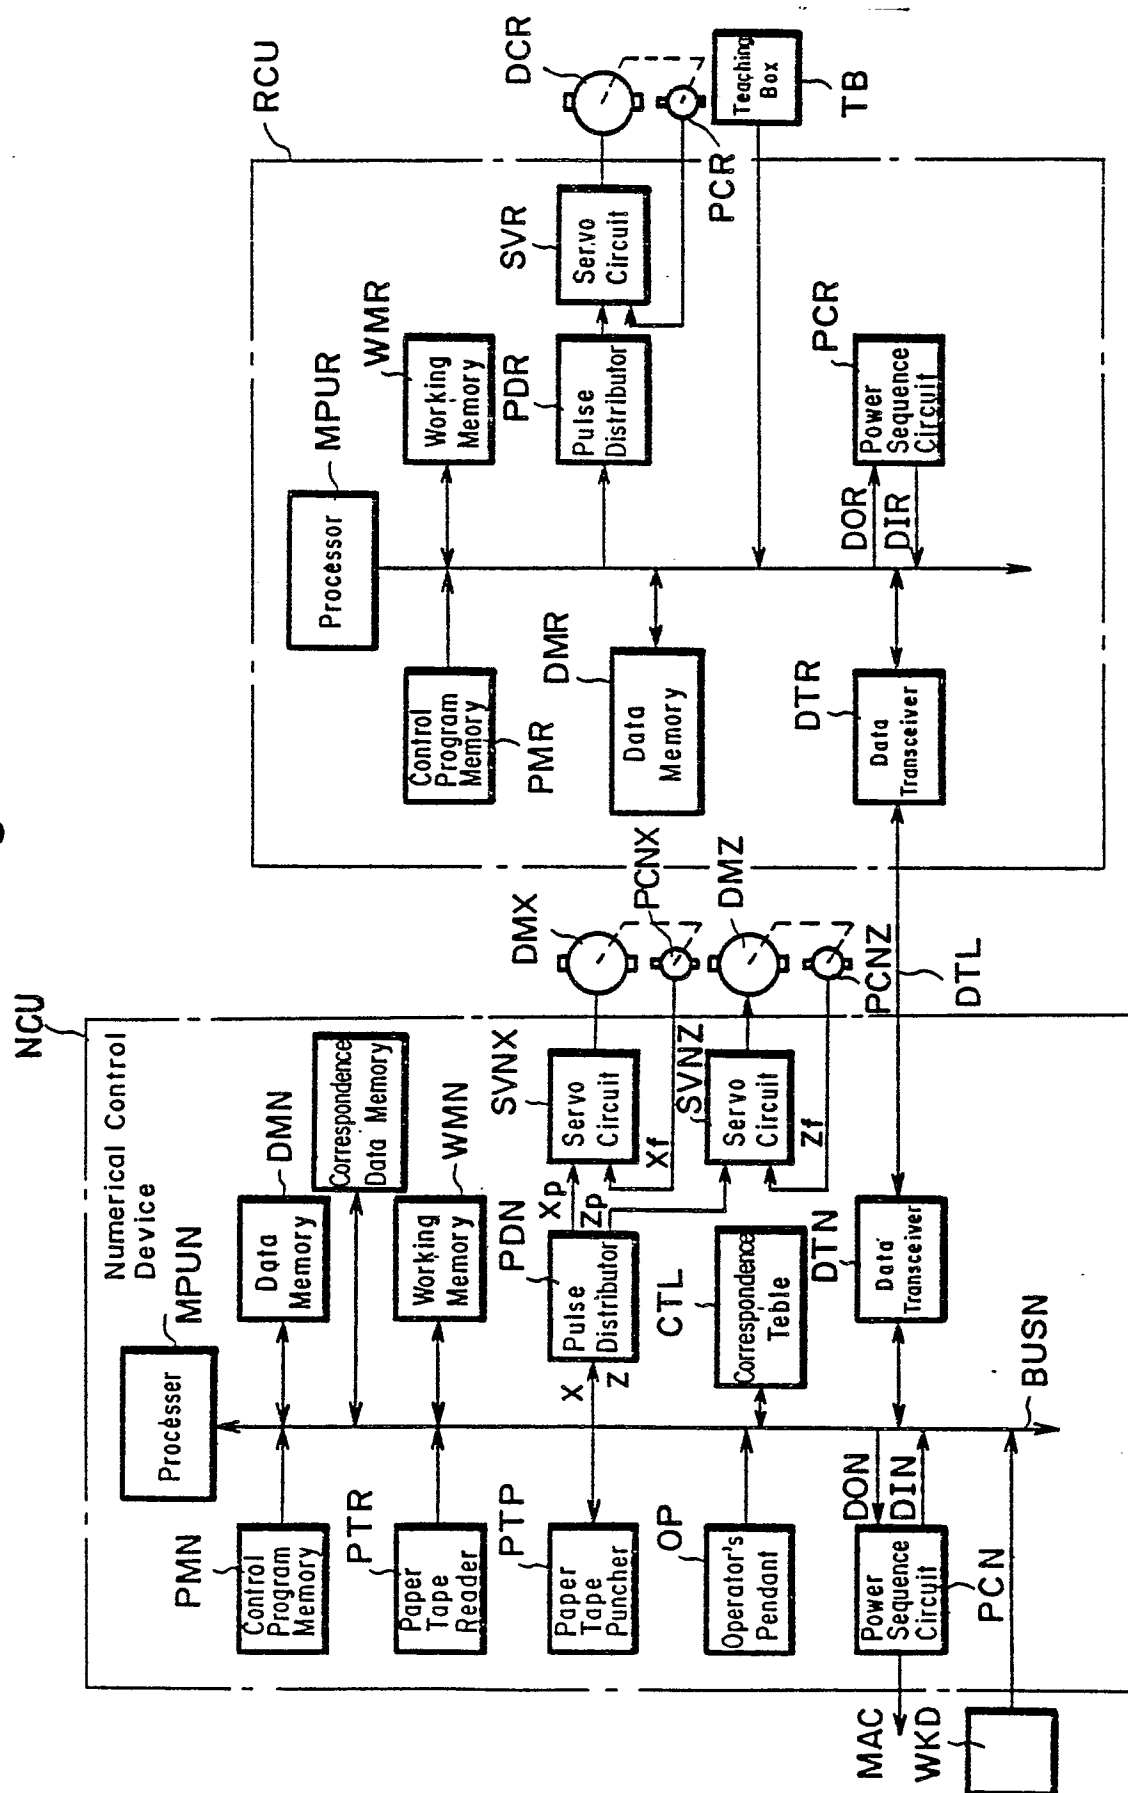 NCU
Numerical Control
Device
MPUN
Processer
PMN
Control
Program
Memory
DMN
Data
Memory
Correspondence
Data Memory
PTR
Paper
Tape
Reader
WMN
Working
Memory
PTP
Paper
Tape
Puncher
X
Z
PDN
Pulse
Distributor
Xp
Zp
SVNX
Servo
Circuit
Xf
DMX
PCNX
SVNZ
Servo
Circuit
Zf
DMZ
PCNZ
OP
Operator's
Pendant
CTL
Correspondence
Teble
DON
DIN
Power
Sequence
Circuit
PCN
MAC
WKD
DTN
Data
Transceiver
BUSN
DTL
RCU
MPUR
Processor
PMR
Control
Program
Memory
WMR
Working
Memory
DMR
Data
Memory
PDR
Pulse
Distributor
SVR
Servo
Circuit
DCR
PCR
Teaching
Box
TB
DTR
Data
Transceiver
DOR
DIR
PCR
Power
Sequence
Circuit